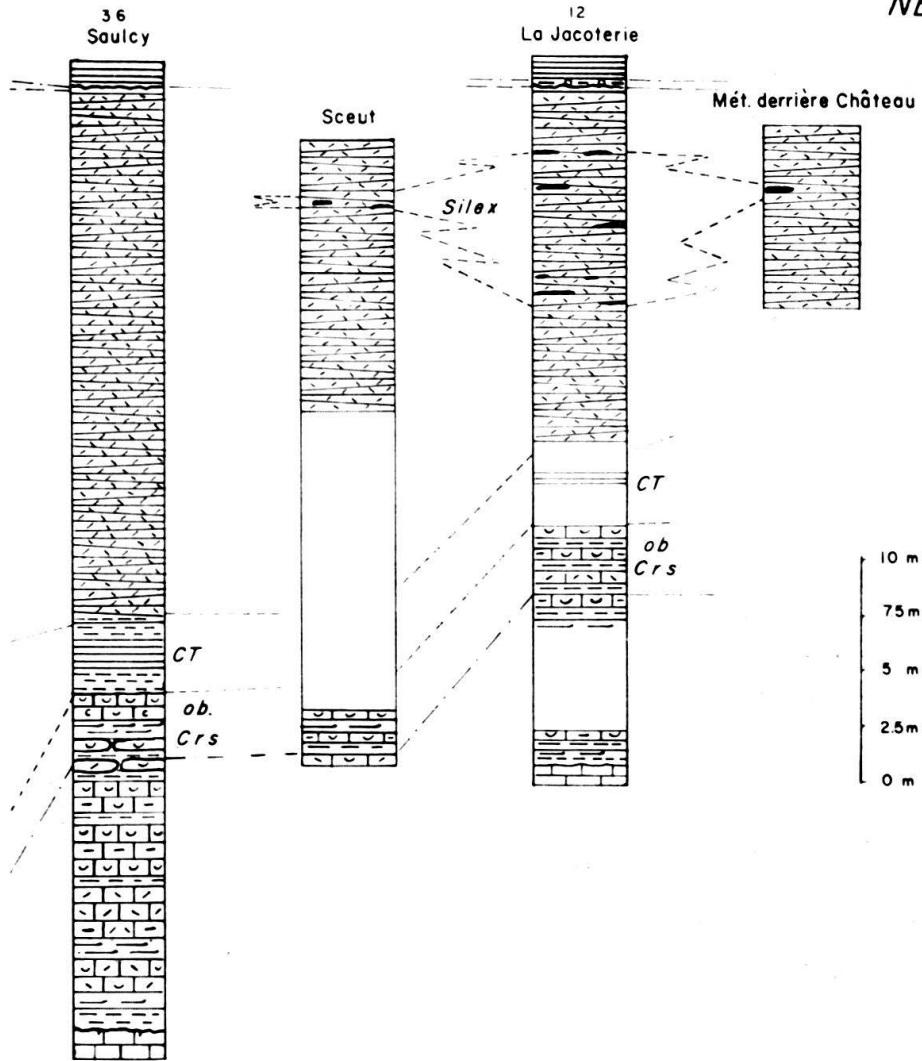 36
Saulcy
Sceut
12
La Jacoterie
Mét. derrière Château
Silex
CT
ob
Crs
CT
ob.
Crs
10 m
7.5 m
5 m
2.5 m
0 m